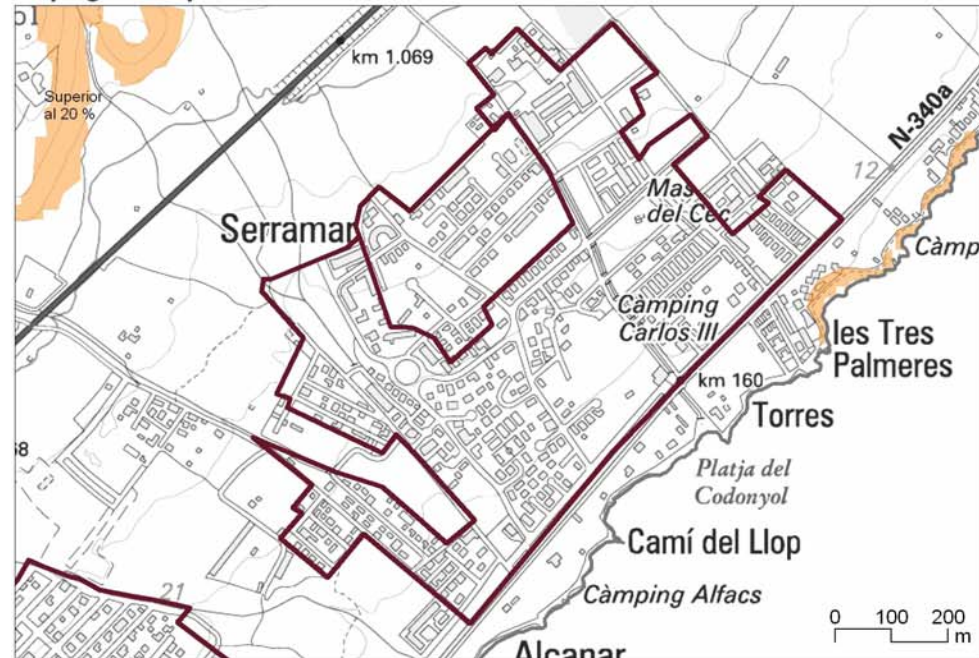 km 1.069
Superior
al 20 %
N-340a
12
Mas
del Cec
Serramar
Càmp
Càmping
Carlos III
les Tres
Palmeres
km 160
Torres
68
Platja del
Codonyol
Camí del Llop
21
Càmping Alfacs
0 100 200
m
Alcanar